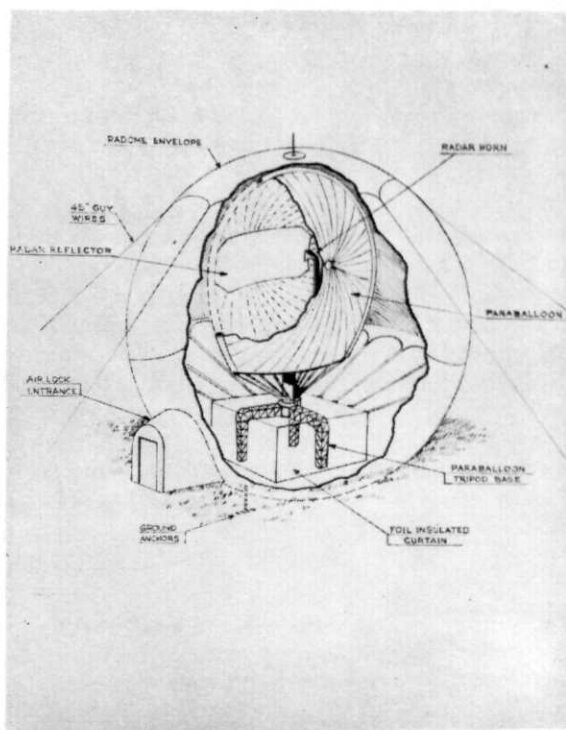 RADOME ENVELOPE
RADAR HORN
45° GUY
WIRES
RADAR REFLECTOR
PARABALLOON
AIR LOCK
ENTRANCE
PARABALLOON
TRIPOD BASE
GROUND
ANCHORS
FOIL INSULATED
CURTAIN